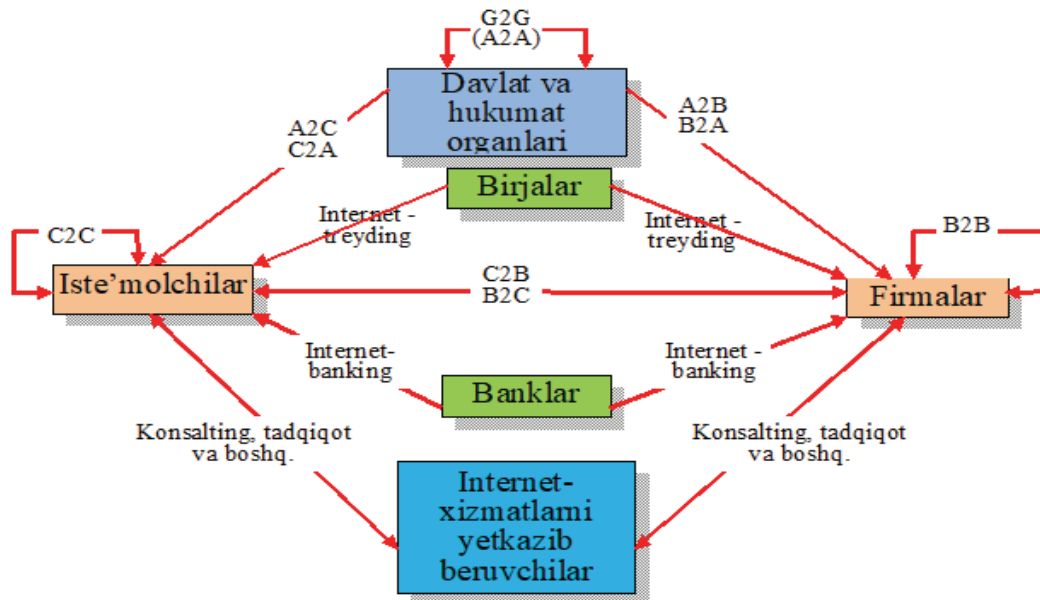 G2G
(A2A)
Davlat va
hukumat
organlari
A2C
C2A
A2B
B2A
Birjalar
Internet -
treyding
Internet -
treyding
C2C
B2B
Iste’molchilar
C2B
B2C
Firmalar
Internet-
banking
Internet -
banking
Banklar
Konsalting, tadqiqot
va boshq.
Konsalting, tadqiqot
va boshq.
Internet-
xizmatlarni
yetkazib
beruvchilar